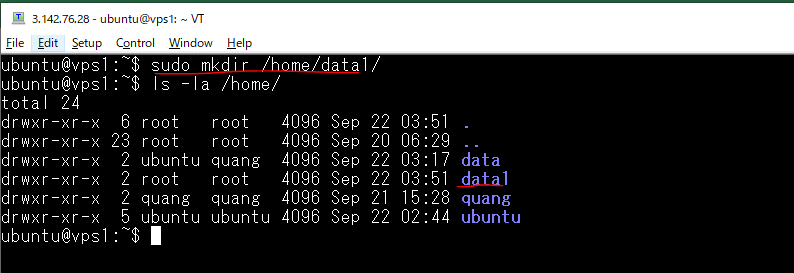 3.142.76.28 - ubuntu@vps1: ~ VT
File Edit Setup Control Window Help
ubuntu@vps1:~$ sudo mkdir /home/data1/
ubuntu@vps1:~$ ls -la /home/
total 24
drwxr-xr-x  6 root   root   4096 Sep 22 03:51 .
drwxr-xr-x 23 root   root   4096 Sep 20 06:29 ..
drwxr-xr-x  2 ubuntu quang  4096 Sep 22 03:17 data
drwxr-xr-x  2 root   root   4096 Sep 22 03:51 data1
drwxr-xr-x  2 quang  quang  4096 Sep 21 15:28 quang
drwxr-xr-x  5 ubuntu ubuntu 4096 Sep 22 02:44 ubuntu
ubuntu@vps1:~$